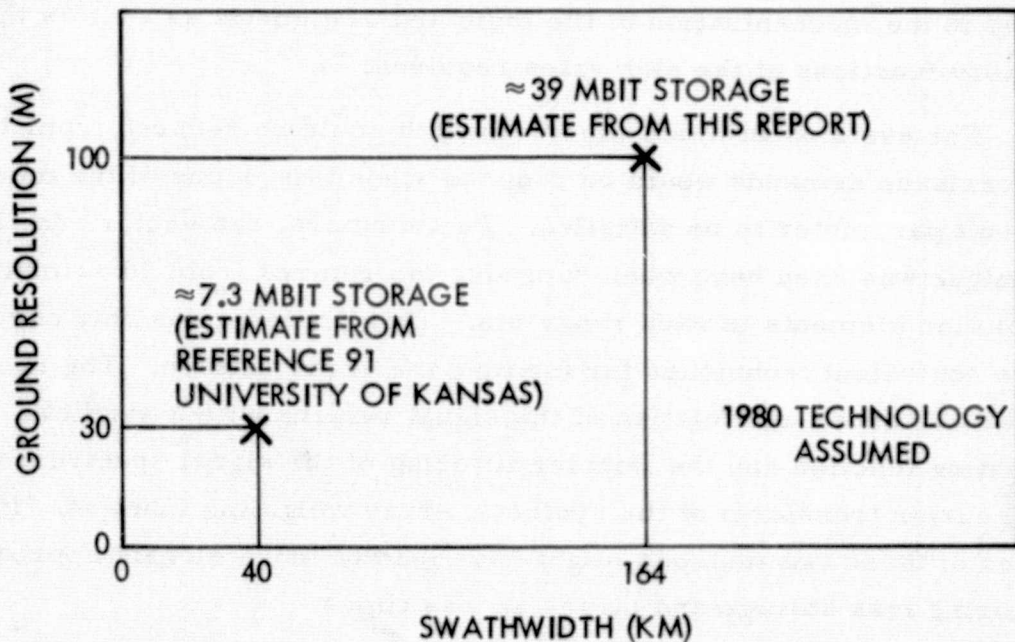 ≈ 39 MBIT STORAGE
(ESTIMATE FROM THIS REPORT)
GROUND RESOLUTION (M)
100
≈ 7.3 MBIT STORAGE
(ESTIMATE FROM
REFERENCE 91
UNIVERSITY OF KANSAS)
30
1980 TECHNOLOGY
ASSUMED
0
0
40
164
SWATHWIDTH (KM)